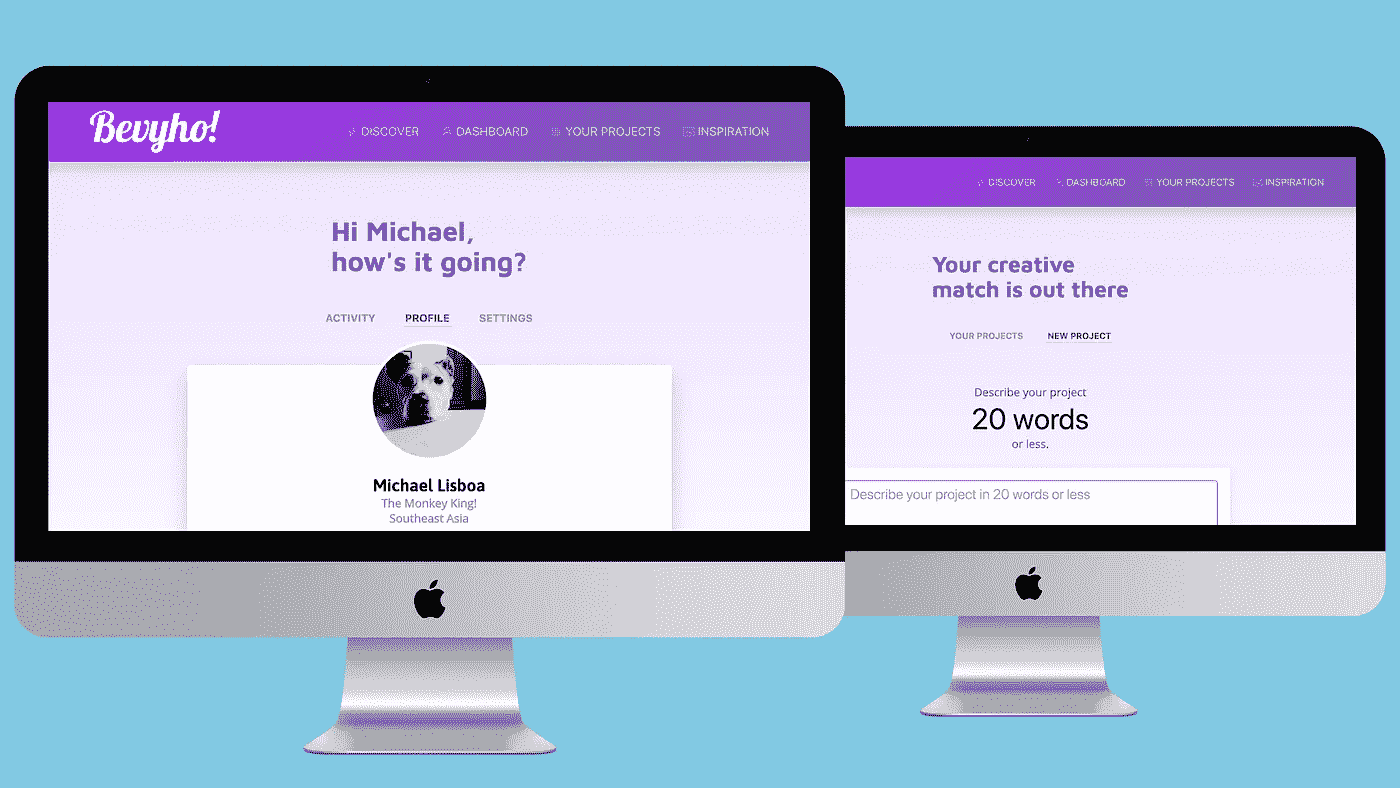 Bevyho!
DISCOVER DASHBOARD YOUR PROJECTS INSPIRATION
Hi Michael,
how's it going?
ACTIVITY PROFILE SETTINGS
Michael Lisboa
The Monkey King!
Southeast Asia
DISCOVER DASHBOARD YOUR PROJECTS INSPIRATION
Your creative
match is out there
YOUR PROJECTS NEW PROJECT
Describe your project
20 words
or less.
Describe your project in 20 words or less